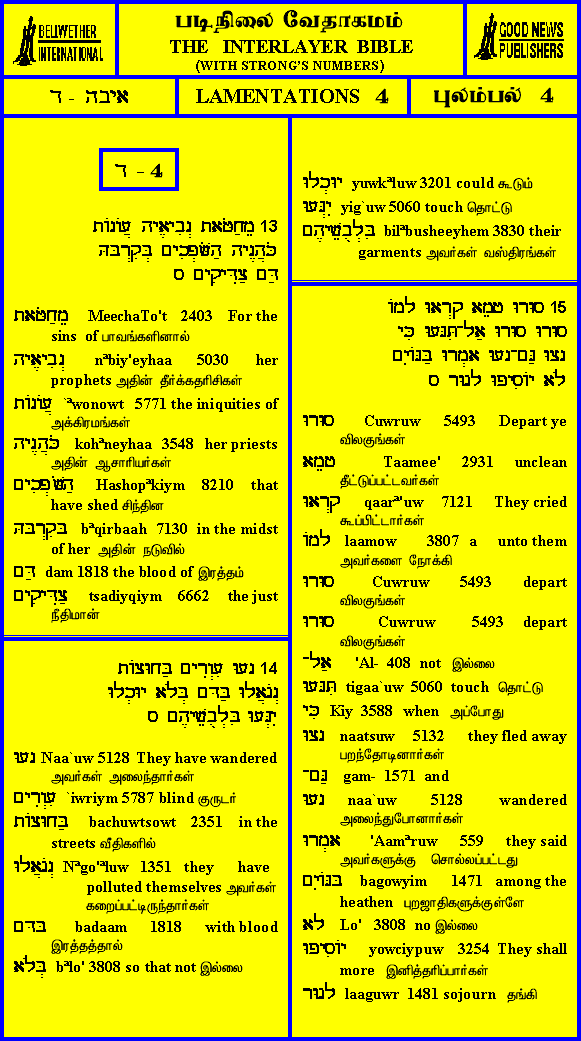 BELLWETHER
INTERNATIONAL
படிநிலை வேதாகமம்
THE INTERLAYER BIBLE
(WITH STRONG'S NUMBERS)
GOOD NEWS
PUBLISHERS
איבה - ד
LAMENTATIONS 4
புலம்பல் 4
4 - ד
13 מֵחַטֹּאת נְבִיאֶיהָ עֲוֹנוֹת
כֹּהֲנֶיהָ הַשֹּׁפְכִים בְּקִרְבָּהּ
דַּם צַדִּיקִים ס
מֵחַטֹּאת MeechaTo't 2403 For the
sins of பாவங்களினால்
נְבִיאֶיהָ nªbiy'eyhaa 5030 her
prophets அதின் தீர்க்கதரிசிகள்
עֲוֹנוֹת `ªwonowt 5771 the iniquities of
அக்கிரமங்கள்
כֹּהֲנֶיהָ kohªneyhaa 3548 her priests
அதின் ஆசாரியர்கள்
הַשֹּׁפְכִים Hashopªkiym 8210 that
have shed சிந்தின
בְּקִרְבָּהּ bªqirbaah 7130 in the midst
of her அதின் நடுவில்
דַּם dam 1818 the blood of இரத்தம்
צַדִּיקִים tsadiyqiym 6662 the just
நீதிமான்
14 נָעוּ עִוְרִים בַּחוּצוֹת
נְגֹאֲלוּ בַּדָּם בְּלֹא יוּכְלוּ
יִגְּעוּ בִּלְבֻשֵׁיהֶם ס
נָעוּ Naa`uw 5128 They have wandered
அவர்கள் அலைந்தார்கள்
עִוְרִים `iwriym 5787 blind குருடர்
בַּחוּצוֹת bachuwtsowt 2351 in the
streets வீதிகளில்
נְגֹאֲלוּ Nªgo'ªluw 1351 they have
polluted themselves அவர்கள்
கறைப்பட்டிருந்தார்கள்
בַּדָּם badaam 1818 with blood
இரத்தத்தால்
בְּלֹא bªlo' 3808 so that not இல்லை
יוּכְלוּ yuwkªluw 3201 could கூடும்
יִגְּעוּ yig`uw 5060 touch தொட்டு
בִּלְבֻשֵׁיהֶם bilªbusheeyhem 3830 their
garments அவர்கள் வஸ்திரங்கள்
15 סוּרוּ טָמֵא קָרְאוּ לָמוֹ
סוּרוּ סוּרוּ אַל־תִּגָּעוּ כִּי
נָצוּ גַּם־נָעוּ אָמְרוּ בַּגּוֹיִם
לֹא יוֹסִיפוּ לָגוּר ס
סוּרוּ Cuwruw 5493 Depart ye
விலகுங்கள்
טָמֵא Taamee' 2931 unclean
தீட்டுப்பட்டவர்கள்
קָרְאוּ qaarª'uw 7121 They cried
கூப்பிட்டார்கள்
לָמוֹ laamow 3807 a unto them
அவர்களை நோக்கி
סוּרוּ Cuwruw 5493 depart
விலகுங்கள்
סוּרוּ Cuwruw 5493 depart
விலகுங்கள்
אַל־ 'Al- 408 not இல்லை
תִּגָּעוּ tigaa`uw 5060 touch தொட்டு
כִּי Kiy 3588 when அப்போது
נָצוּ naatsuw 5132 they fled away
பறந்தோடினார்கள்
גַּם־ gam- 1571 and
נָעוּ naa`uw 5128 wandered
அலைந்துபோனார்கள்
אָמְרוּ 'Aamªruw 559 they said
அவர்களுக்கு சொல்லப்பட்டது
בַּגּוֹיִם bagowyim 1471 among the
heathen புறஜாதிகளுக்குள்ளே
לֹא Lo' 3808 no இல்லை
יוֹסִיפוּ yowciypuw 3254 They shall
more இனித்தரிப்பார்கள்
לָגוּר laaguwr 1481 sojourn தங்கி